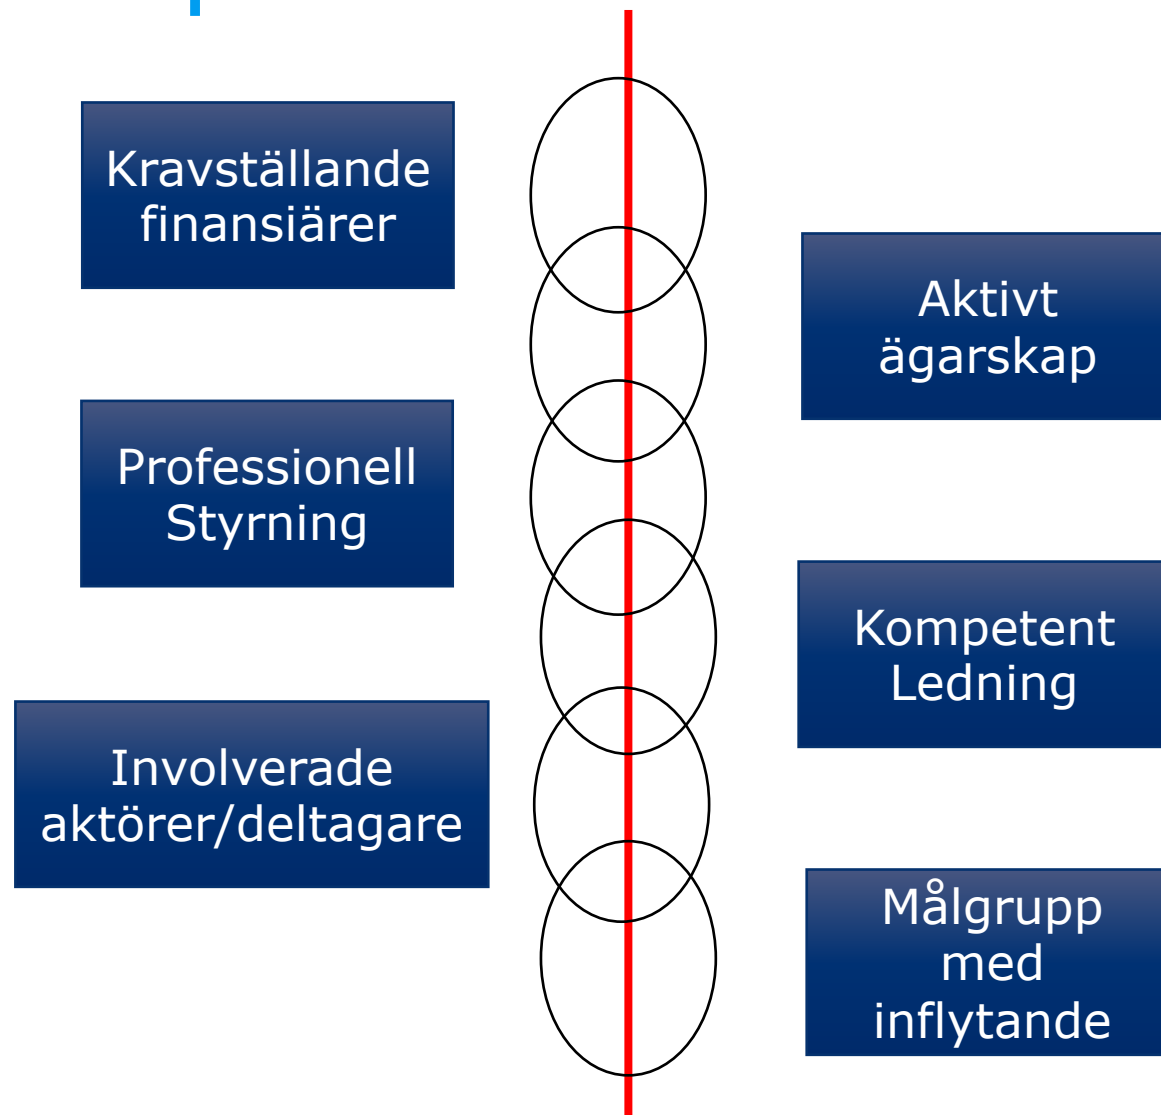 Kravställande
finansiärer
Aktivt
ägarskap
Professionell
Styrning
Kompetent
Ledning
Involverade
aktörer/deltagare
Målgrupp
med
inflytande